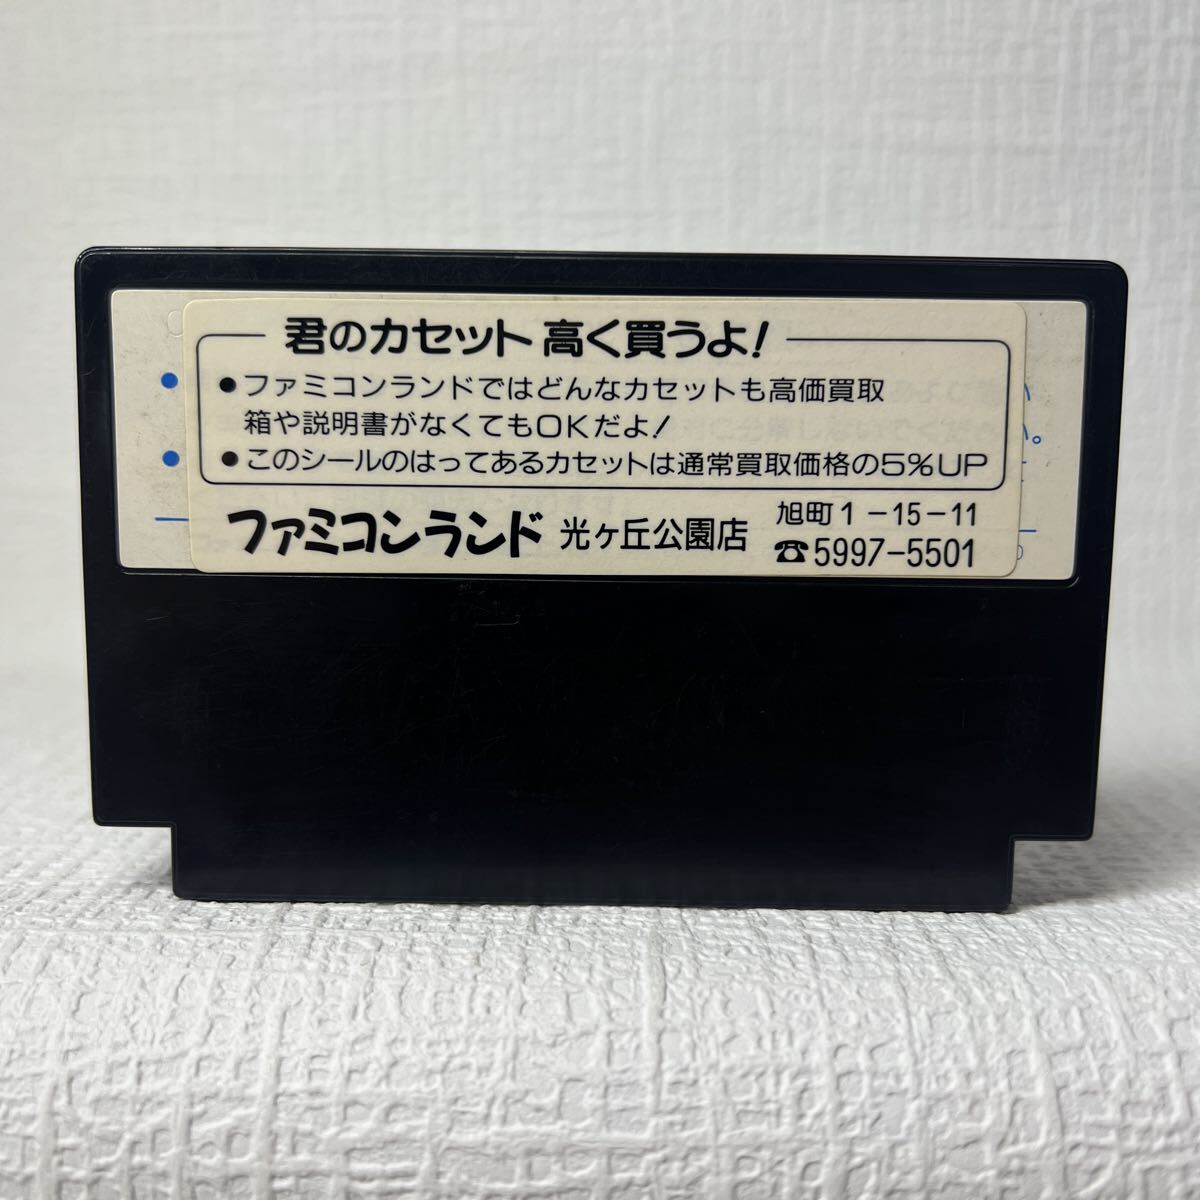 君のカセット 高く買うよ!
●ファミコンランドではどんなカセットも高価買取
箱や説明書がなくてもOKだよ!
●このシールのはってあるカセットは通常買取価格の5%UP
ファミコンランド 光ヶ丘公園店
旭町1-15-11
☎5997-5501